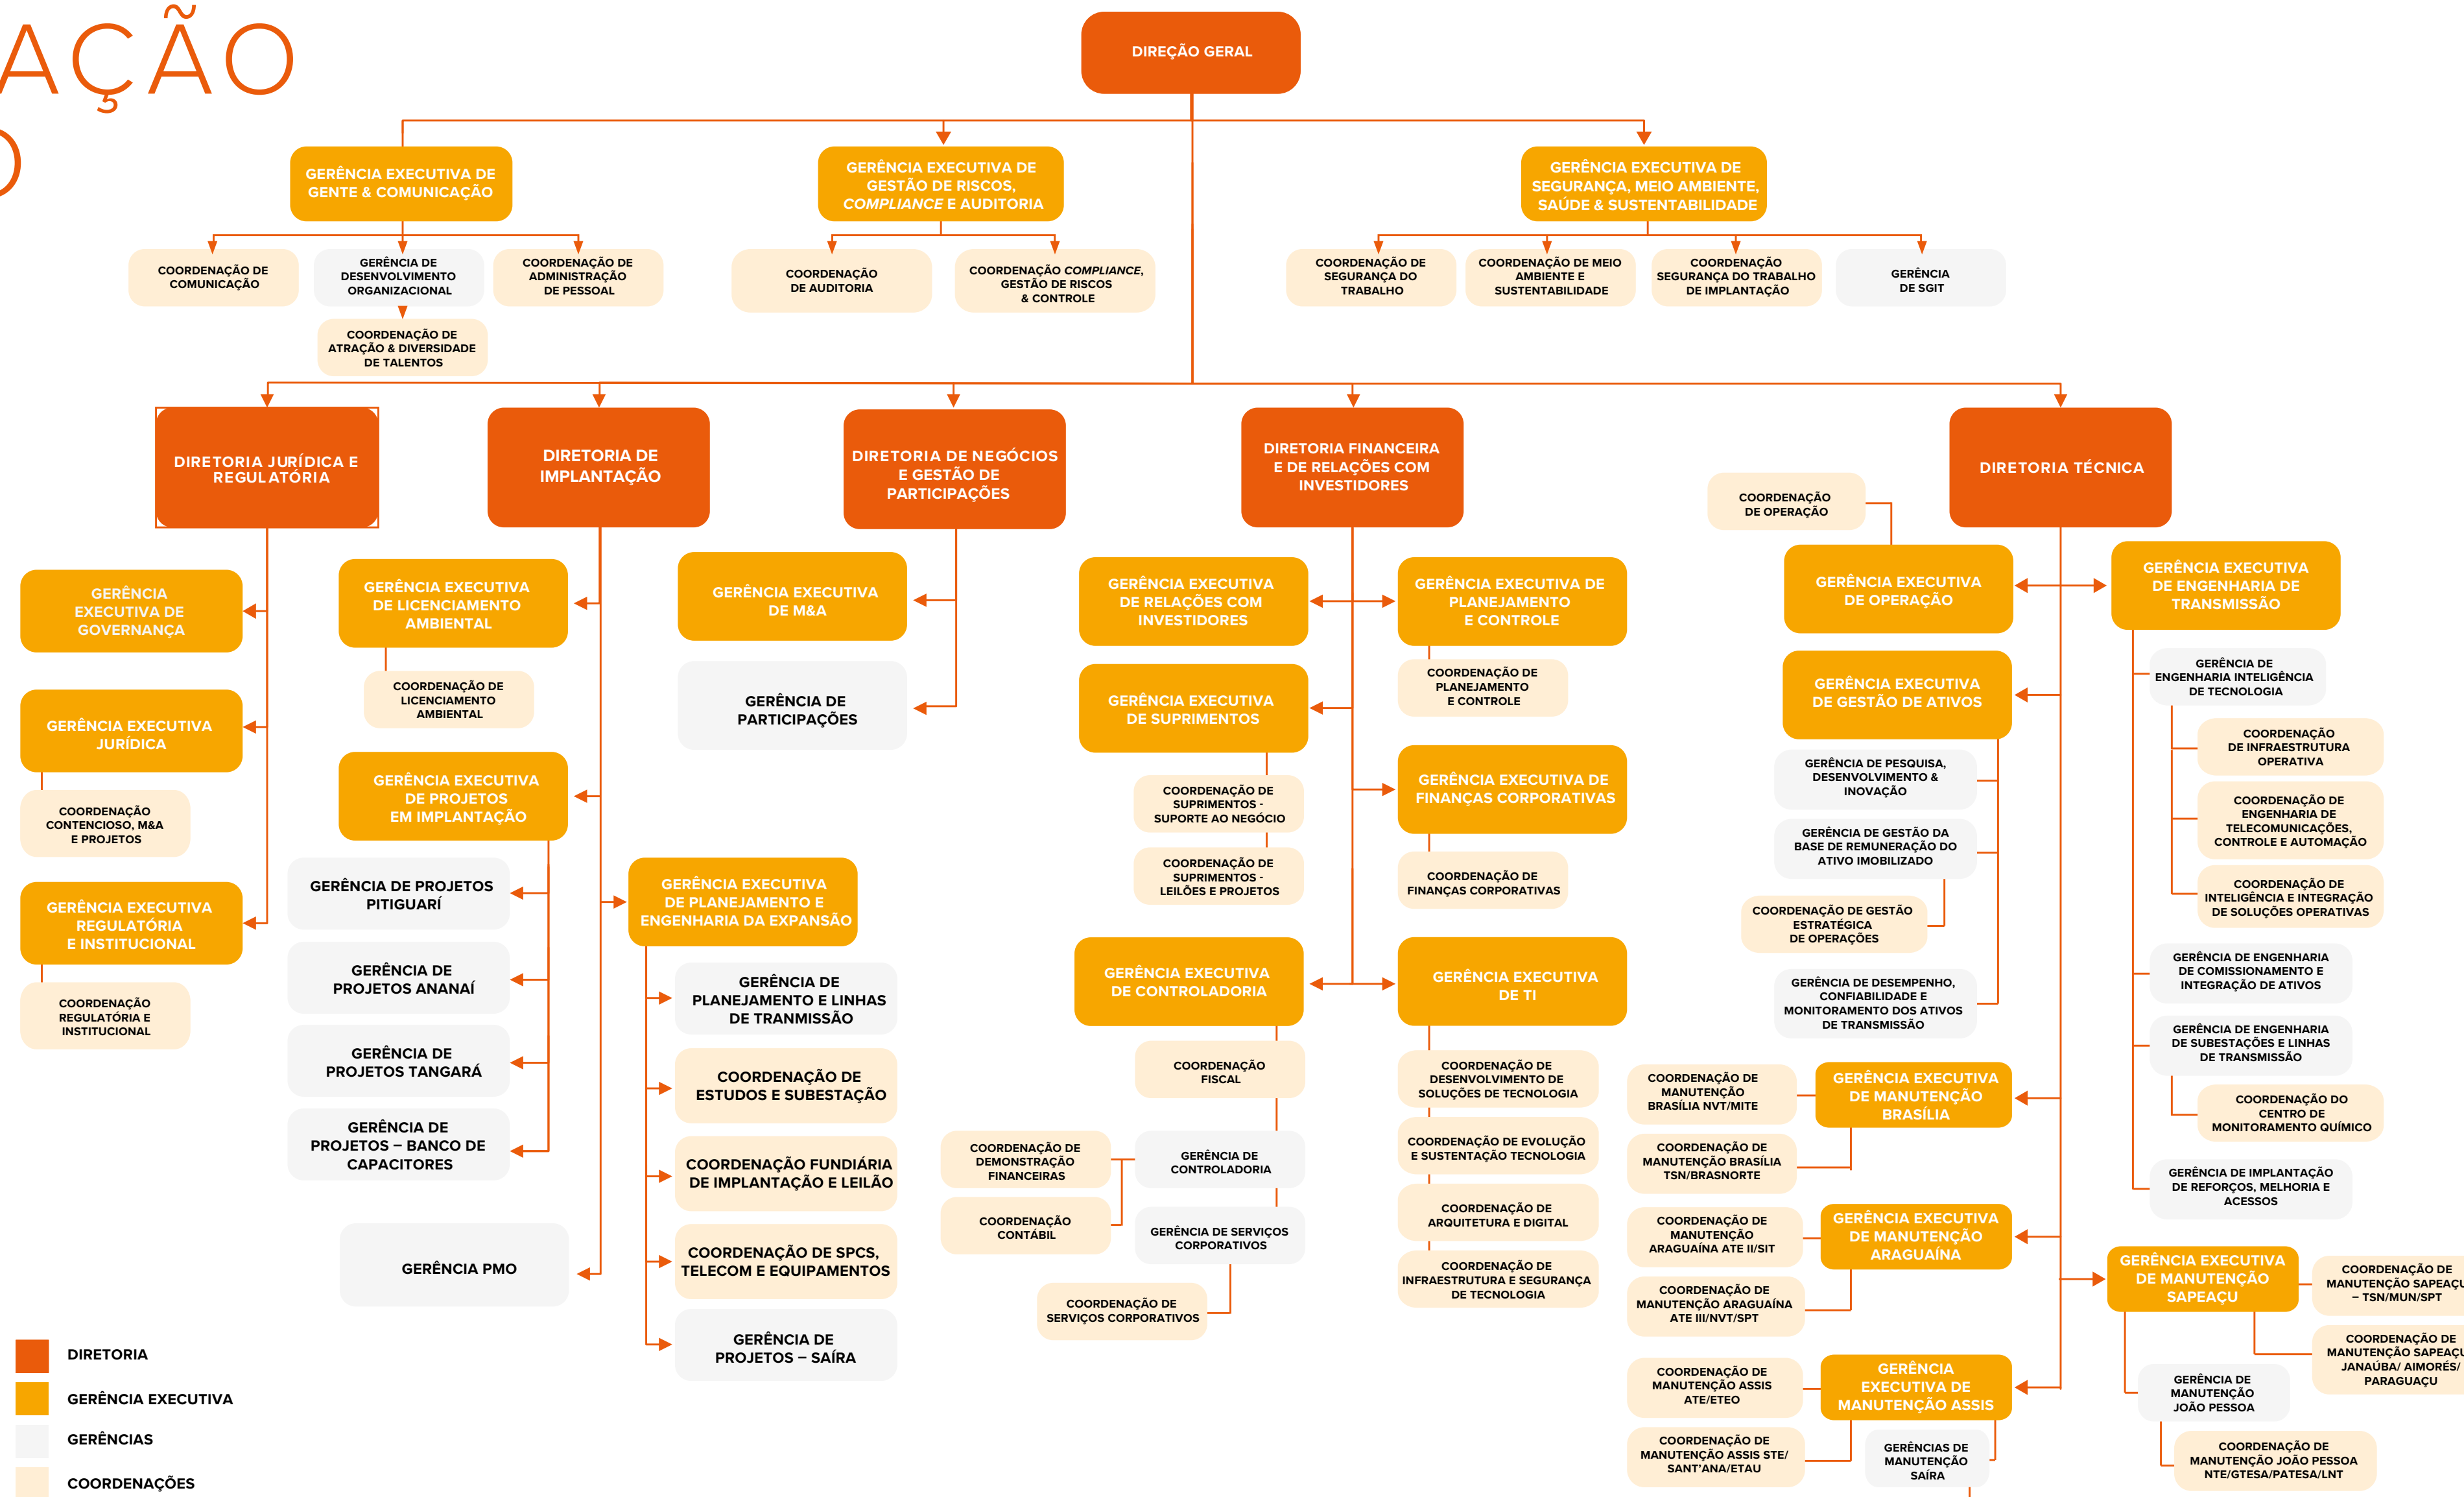 AÇÃO
O
DIREÇÃO GERAL
GERÊNCIA EXECUTIVA DE
GENTE & COMUNICAÇÃO
GERÊNCIA EXECUTIVA DE
GESTÃO DE RISCOS,
COMPLIANCE E AUDITORIA
GERÊNCIA EXECUTIVA DE
SEGURANÇA, MEIO AMBIENTE,
SAÚDE & SUSTENTABILIDADE
COORDENAÇÃO DE
COMUNICAÇÃO
GERÊNCIA DE
DESENVOLVIMENTO
ORGANIZACIONAL
COORDENAÇÃO DE
ADMINISTRAÇÃO
DE PESSOAL
COORDENAÇÃO
DE AUDITORIA
COORDENAÇÃO COMPLIANCE,
GESTÃO DE RISCOS
& CONTROLE
COORDENAÇÃO DE
SEGURANÇA DO
TRABALHO
COORDENAÇÃO DE MEIO
AMBIENTE E
SUSTENTABILIDADE
COORDENAÇÃO
SEGURANÇA DO TRABALHO
DE IMPLANTAÇÃO
GERÊNCIA
DE SGIT
COORDENAÇÃO DE
ATRAÇÃO & DIVERSIDADE
DE TALENTOS
DIRETORIA JURÍDICA E
REGULATÓRIA
DIRETORIA DE
IMPLANTAÇÃO
DIRETORIA DE NEGÓCIOS
E GESTÃO DE
PARTICIPAÇÕES
DIRETORIA FINANCEIRA
E DE RELAÇÕES COM
INVESTIDORES
DIRETORIA TÉCNICA
GERÊNCIA
EXECUTIVA DE
GOVERNANÇA
GERÊNCIA EXECUTIVA
JURÍDICA
COORDENAÇÃO
CONTENCIOSO, M&A
E PROJETOS
GERÊNCIA EXECUTIVA
REGULATÓRIA
E INSTITUCIONAL
COORDENAÇÃO
REGULATÓRIA E
INSTITUCIONAL
GERÊNCIA EXECUTIVA
DE LICENCIAMENTO
AMBIENTAL
COORDENAÇÃO DE
LICENCIAMENTO
AMBIENTAL
GERÊNCIA EXECUTIVA
DE PROJETOS
EM IMPLANTAÇÃO
GERÊNCIA DE PROJETOS
PITIGUARÍ
GERÊNCIA DE
PROJETOS ANANAÍ
GERÊNCIA DE
PROJETOS TANGARÁ
GERÊNCIA DE
PROJETOS – BANCO DE
CAPACITORES
GERÊNCIA PMO
GERÊNCIA EXECUTIVA
DE PLANEJAMENTO E
ENGENHARIA DA EXPANSÃO
GERÊNCIA DE
PLANEJAMENTO E LINHAS
DE TRANMISSÃO
COORDENAÇÃO DE
ESTUDOS E SUBESTAÇÃO
COORDENAÇÃO FUNDIÁRIA
DE IMPLANTAÇÃO E LEILÃO
COORDENAÇÃO DE SPCS,
TELECOM E EQUIPAMENTOS
GERÊNCIA DE
PROJETOS – SAÍRA
GERÊNCIA EXECUTIVA
DE M&A
GERÊNCIA DE
PARTICIPAÇÕES
GERÊNCIA EXECUTIVA
DE RELAÇÕES COM
INVESTIDORES
GERÊNCIA EXECUTIVA DE
PLANEJAMENTO
E CONTROLE
COORDENAÇÃO DE
PLANEJAMENTO
E CONTROLE
GERÊNCIA EXECUTIVA
DE SUPRIMENTOS
COORDENAÇÃO DE
SUPRIMENTOS -
SUPORTE AO NEGÓCIO
COORDENAÇÃO DE
SUPRIMENTOS -
LEILÕES E PROJETOS
GERÊNCIA EXECUTIVA DE
FINANÇAS CORPORATIVAS
COORDENAÇÃO DE
FINANÇAS CORPORATIVAS
GERÊNCIA EXECUTIVA
DE CONTROLADORIA
COORDENAÇÃO
FISCAL
COORDENAÇÃO DE
DEMONSTRAÇÃO
FINANCEIRAS
GERÊNCIA DE
CONTROLADORIA
COORDENAÇÃO
CONTÁBIL
GERÊNCIA DE SERVIÇOS
CORPORATIVOS
COORDENAÇÃO DE
SERVIÇOS CORPORATIVOS
GERÊNCIA EXECUTIVA
DE TI
COORDENAÇÃO DE
DESENVOLVIMENTO DE
SOLUÇÕES DE TECNOLOGIA
COORDENAÇÃO DE EVOLUÇÃO
E SUSTENTAÇÃO TECNOLOGIA
COORDENAÇÃO DE
ARQUITETURA E DIGITAL
COORDENAÇÃO DE
INFRAESTRUTURA E SEGURANÇA
DE TECNOLOGIA
COORDENAÇÃO
DE OPERAÇÃO
GERÊNCIA EXECUTIVA
DE OPERAÇÃO
GERÊNCIA EXECUTIVA
DE GESTÃO DE ATIVOS
GERÊNCIA DE PESQUISA,
DESENVOLVIMENTO &
INOVAÇÃO
GERÊNCIA DE GESTÃO DA
BASE DE REMUNERAÇÃO DO
ATIVO IMOBILIZADO
COORDENAÇÃO DE GESTÃO
ESTRATÉGICA
DE OPERAÇÕES
GERÊNCIA DE DESEMPENHO,
CONFIABILIDADE E
MONITORAMENTO DOS ATIVOS
DE TRANSMISSÃO
COORDENAÇÃO DE
MANUTENÇÃO
BRASÍLIA NVT/MITE
GERÊNCIA EXECUTIVA
DE MANUTENÇÃO
BRASÍLIA
COORDENAÇÃO DE
MANUTENÇÃO BRASÍLIA
TSN/BRASNORTE
COORDENAÇÃO DE
MANUTENÇÃO
ARAGUAÍNA ATE II/SIT
GERÊNCIA EXECUTIVA
DE MANUTENÇÃO
ARAGUAÍNA
COORDENAÇÃO DE
MANUTENÇÃO ARAGUAÍNA
ATE III/NVT/SPT
COORDENAÇÃO DE
MANUTENÇÃO ASSIS
ATE/ETEO
GERÊNCIA
EXECUTIVA DE
MANUTENÇÃO ASSIS
COORDENAÇÃO DE
MANUTENÇÃO ASSIS STE/
SANT'ANA/ETAU
GERÊNCIAS DE
MANUTENÇÃO
SAÍRA
GERÊNCIA EXECUTIVA
DE ENGENHARIA DE
TRANSMISSÃO
GERÊNCIA DE
ENGENHARIA INTELIGÊNCIA
DE TECNOLOGIA
COORDENAÇÃO
DE INFRAESTRUTURA
OPERATIVA
COORDENAÇÃO DE
ENGENHARIA DE
TELECOMUNICAÇÕES,
CONTROLE E AUTOMAÇÃO
COORDENAÇÃO DE
INTELIGÊNCIA E INTEGRAÇÃO
DE SOLUÇÕES OPERATIVAS
GERÊNCIA DE ENGENHARIA
DE COMISSIONAMENTO E
INTEGRAÇÃO DE ATIVOS
GERÊNCIA DE ENGENHARIA
DE SUBESTAÇÕES E LINHAS
DE TRANSMISSÃO
COORDENAÇÃO DO
CENTRO DE
MONITORAMENTO QUÍMICO
GERÊNCIA DE IMPLANTAÇÃO
DE REFORÇOS, MELHORIA E
ACESSOS
GERÊNCIA EXECUTIVA
DE MANUTENÇÃO
SAPEAÇU
COORDENAÇÃO DE
MANUTENÇÃO SAPEAÇU
– TSN/MUN/SPT
COORDENAÇÃO DE
MANUTENÇÃO SAPEAÇU
JANAÚBA/ AIMORÉS/
PARAGUAÇU
GERÊNCIA DE
MANUTENÇÃO
JOÃO PESSOA
COORDENAÇÃO DE
MANUTENÇÃO JOÃO PESSOA
NTE/GTESA/PATESA/LNT
DIRETORIA
GERÊNCIA EXECUTIVA
GERÊNCIAS
COORDENAÇÕES